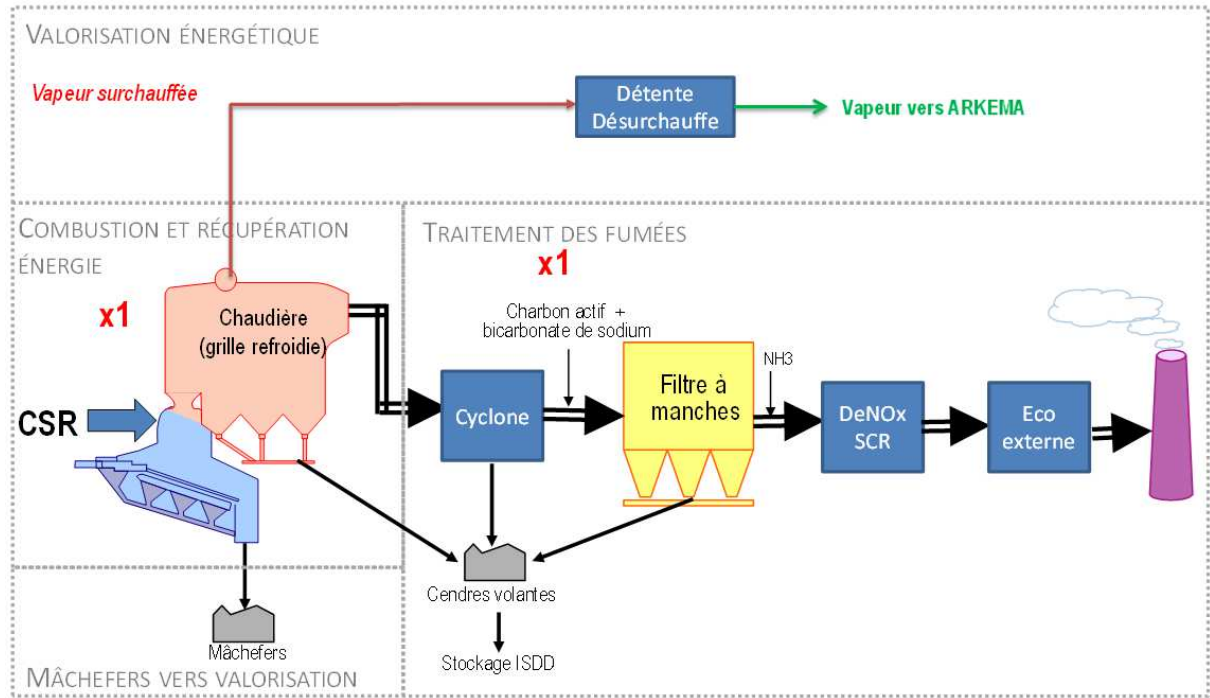 VALORISATION ÉNERGÉTIQUE
Vapeur surchauffée
Détente
Désurchauffe
Vapeur vers ARKEMA
COMBUSTION ET RÉCUPÉRATION
ÉNERGIE
x1
Chaudière
(grille refroidie)
CSR
TRAITEMENT DES FUMÉES
x1
Charbon actif +
bicarbonate de sodium
Cyclone
Filtre à
manches
NH3
DeNOx
SCR
Eco
externe
Cendres volantes
Stockage ISDD
Mâchefers
MÂCHEFERS VERS VALORISATION